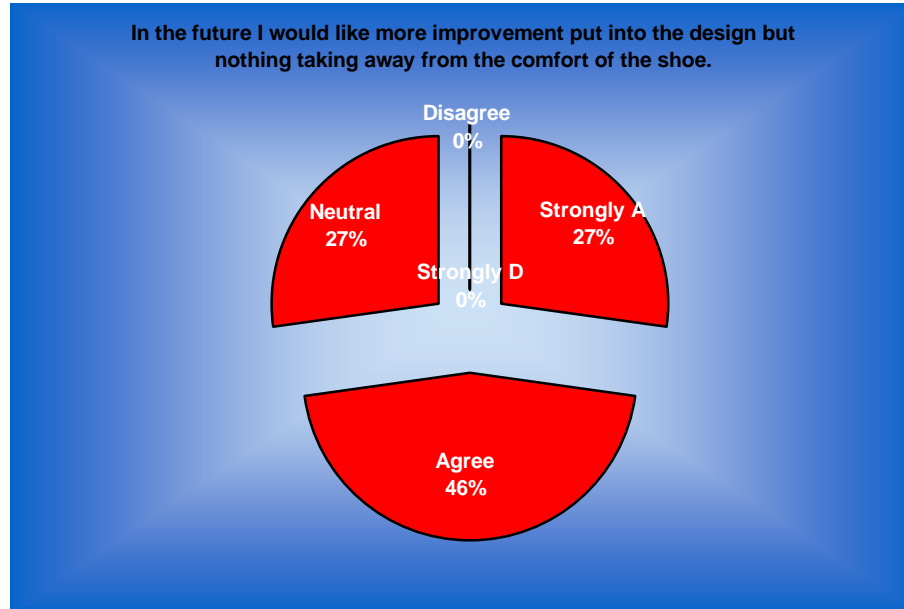 In the future I would like more improvement put into the design but
nothing taking away from the comfort of the shoe.
Disagree
0%
Neutral
27%
Strongly A
27%
Strongly D
0%
Agree
46%